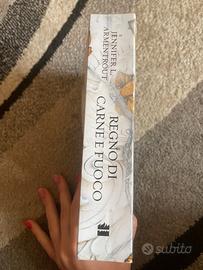 JENNIFER L.
ARMENTROUT
REGNO DI
CARNE E FUOCO
subito